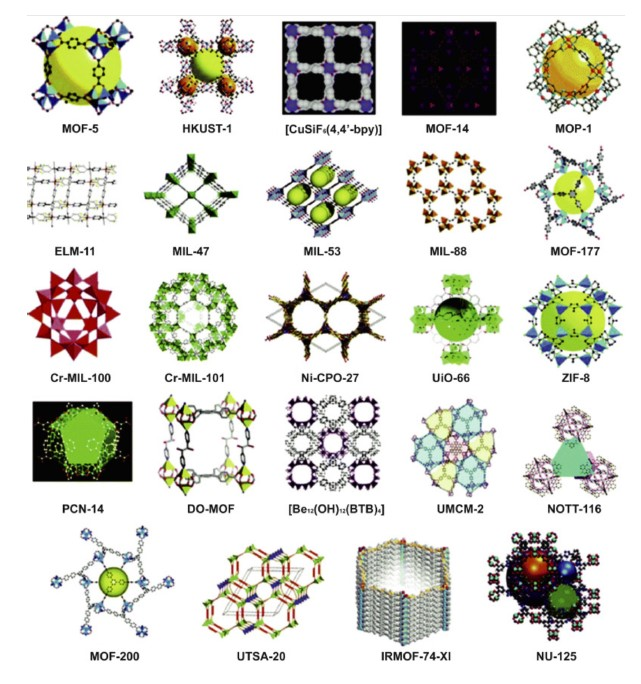 MOF-5 HKUST-1 [CuSiF₆(4,4'-bpy)] MOF-14 MOP-1
ELM-11 MIL-47 MIL-53 MIL-88 MOF-177
Cr-MIL-100 Cr-MIL-101 Ni-CPO-27 UiO-66 ZIF-8
PCN-14 DO-MOF [Be₁₂(OH)₁₂(BTB)₄] UMCM-2 NOTT-116
MOF-200 UTSA-20 IRMOF-74-XI NU-125